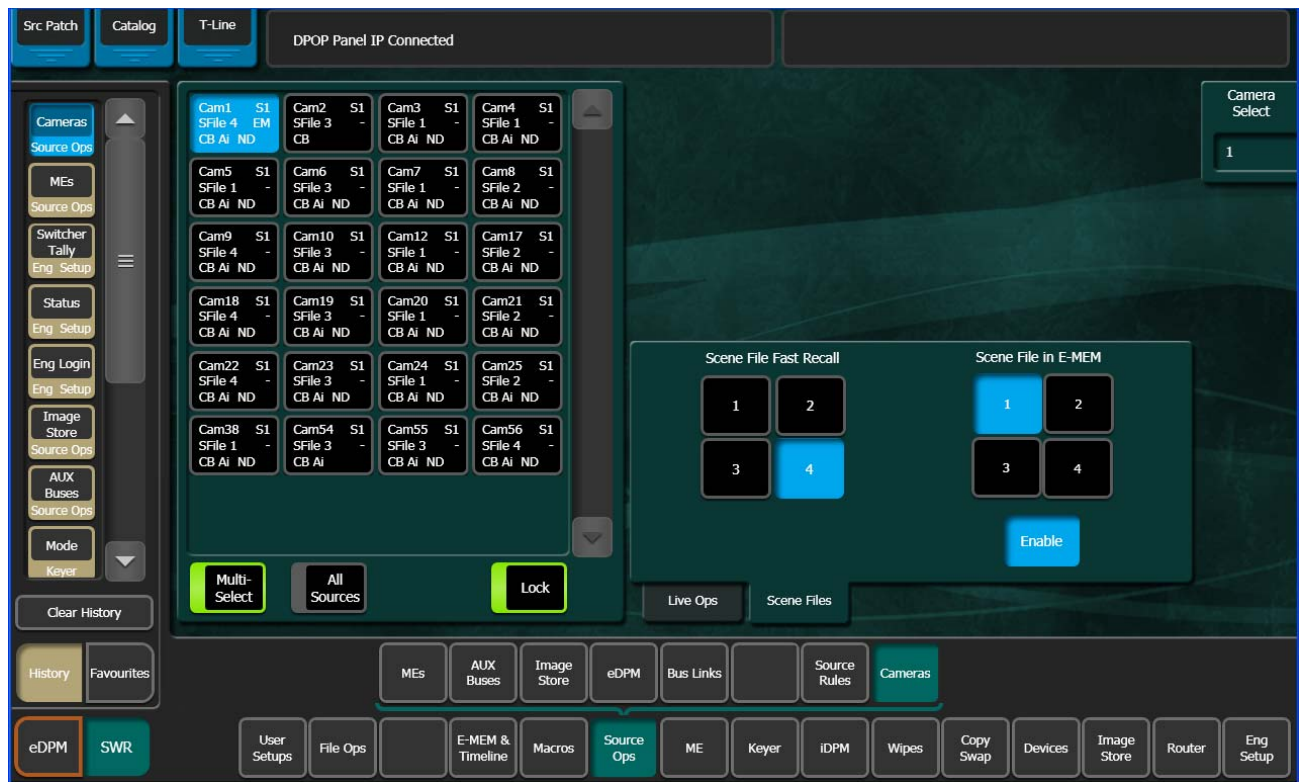 Src Patch
Catalog
T-Line
DPOP Panel IP Connected
Cameras
Source Ops
MEs
Source Ops
Switcher
Tally
Eng Setup
Status
Eng Setup
Eng Login
Eng Setup
Image
Store
Source Ops
AUX
Buses
Source Ops
Mode
Keyer
Clear History
History
Favourites
Cam1 S1
SFile 4 EM
CB Ai ND
Cam2 S1
SFile 3 -
CB
Cam3 S1
SFile 1 -
CB Ai ND
Cam4 S1
SFile 1 -
CB Ai ND
Cam5 S1
SFile 1 -
CB Ai ND
Cam6 S1
SFile 3 -
CB Ai ND
Cam7 S1
SFile 1 -
CB Ai ND
Cam8 S1
SFile 2 -
CB Ai ND
Cam9 S1
SFile 4 -
CB Ai ND
Cam10 S1
SFile 3 -
CB Ai ND
Cam12 S1
SFile 1 -
CB Ai ND
Cam17 S1
SFile 2 -
CB Ai ND
Cam18 S1
SFile 4 -
CB Ai ND
Cam19 S1
SFile 3 -
CB Ai ND
Cam20 S1
SFile 1 -
CB Ai ND
Cam21 S1
SFile 2 -
CB Ai ND
Cam22 S1
SFile 4 -
CB Ai ND
Cam23 S1
SFile 3 -
CB Ai ND
Cam24 S1
SFile 1 -
CB Ai ND
Cam25 S1
SFile 2 -
CB Ai ND
Cam38 S1
SFile 1 -
CB Ai ND
Cam54 S1
SFile 3 -
CB Ai
Cam55 S1
SFile 3 -
CB Ai ND
Cam56 S1
SFile 4 -
CB Ai ND
Multi-
Select
All
Sources
Lock
Camera
Select
1
Scene File Fast Recall
1 2
3 4
Scene File in E-MEM
1 2
3 4
Enable
Live Ops
Scene Files
MEs
AUX
Buses
Image
Store
eDPM
Bus Links
Source
Rules
Cameras
eDPM
SWR
User
Setups
File Ops
E-MEM &
Timeline
Macros
Source
Ops
ME
Keyer
iDPM
Wipes
Copy
Swap
Devices
Image
Store
Router
Eng
Setup